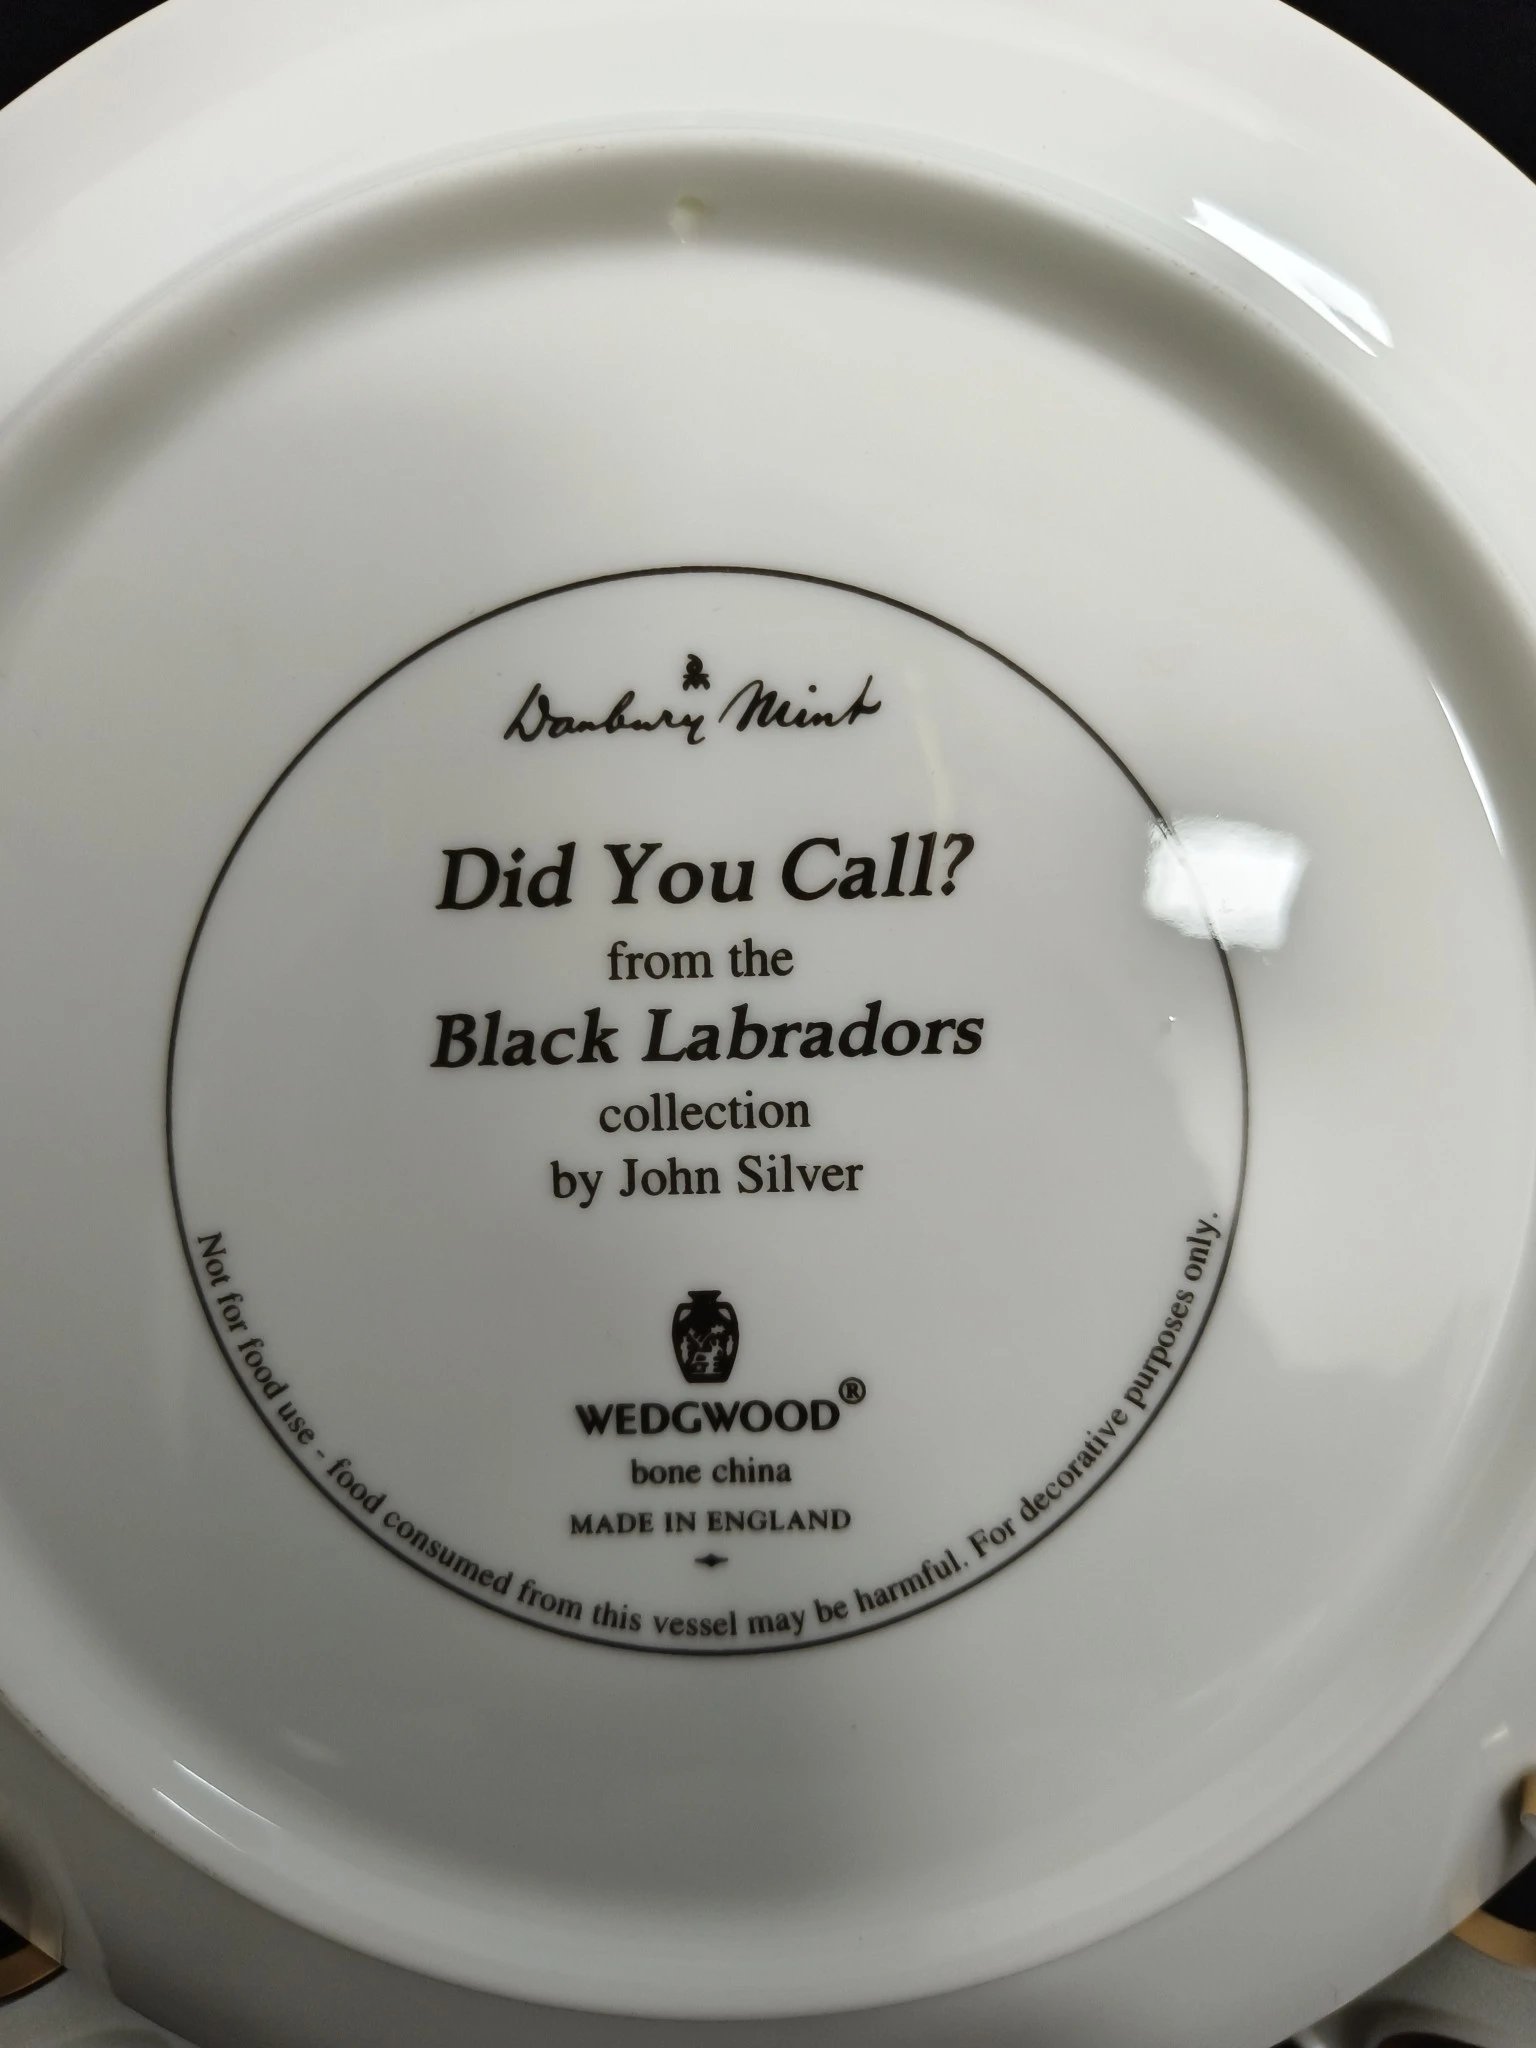 Danbury Mint
Did You Call?
from the
Black Labradors
collection
by John Silver
WEDGWOOD®
bone china
MADE IN ENGLAND
Not for food use - food consumed from this vessel may be harmful. For decorative purposes only.